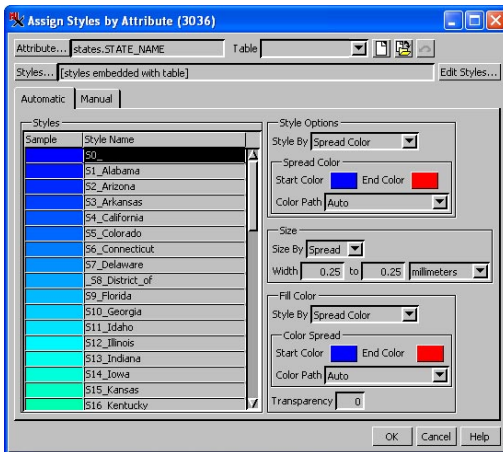 Assign Styles by Attribute (3036)
Attribute... states.STATE_NAME Table
Styles... [styles embedded with table] Edit Styles...
Automatic Manual
Styles
Sample Style Name
S0_
S1_Alabama
S2_Arizona
S3_Arkansas
S4_California
S5_Colorado
S6_Connecticut
S7_Delaware
_S8_District_of
S9_Florida
S10_Georgia
S11_Idaho
S12_Illinois
S13_Indiana
S14_Iowa
S15_Kansas
S16_Kentucky
Style Options
Style By Spread Color
Spread Color
Start Color End Color
Color Path Auto
Size
Size By Spread
Width 0.25 to 0.25 millimeters
Fill Color
Style By Spread Color
Color Spread
Start Color End Color
Color Path Auto
Transparency 0
OK Cancel Help